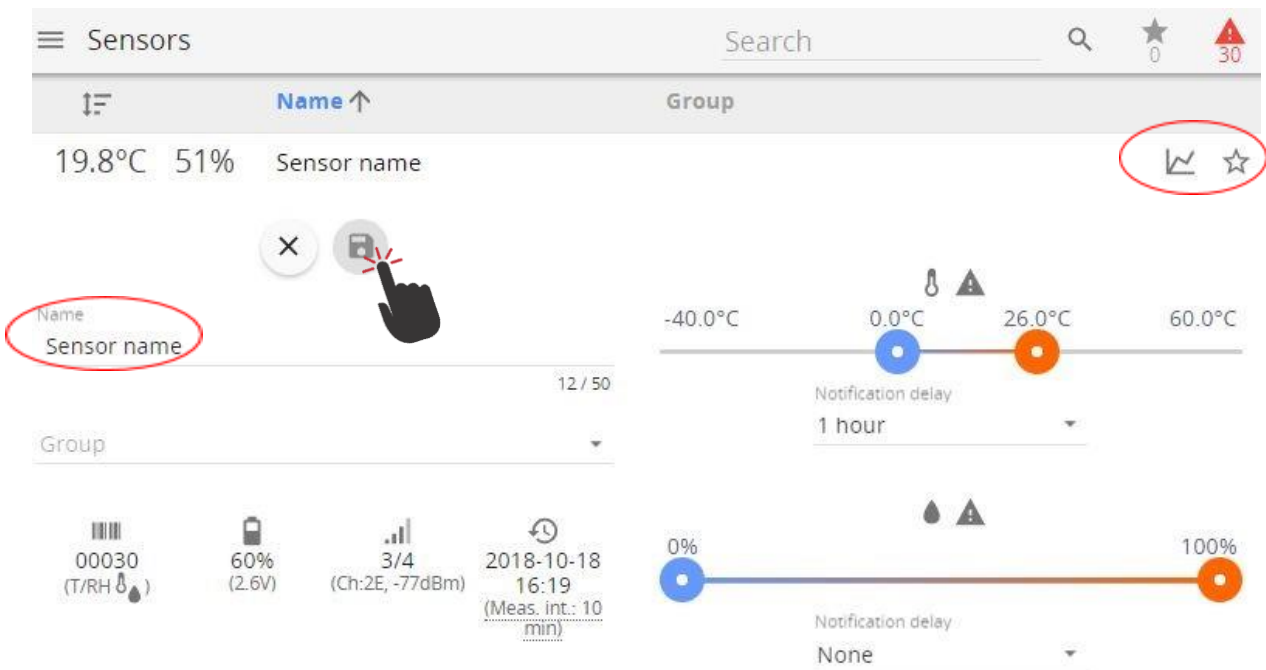 Sensors
Search
0
30
Name
Group
19.8°C 51% Sensor name
Name
Sensor name
12 / 50
Group
00030
(T/RH )
60%
(2.6V)
3/4
(Ch:2E, -77dBm)
2018-10-18
16:19
(Meas. int.: 10
min)
-40.0°C 0.0°C 26.0°C 60.0°C
Notification delay
1 hour
0% 100%
Notification delay
None